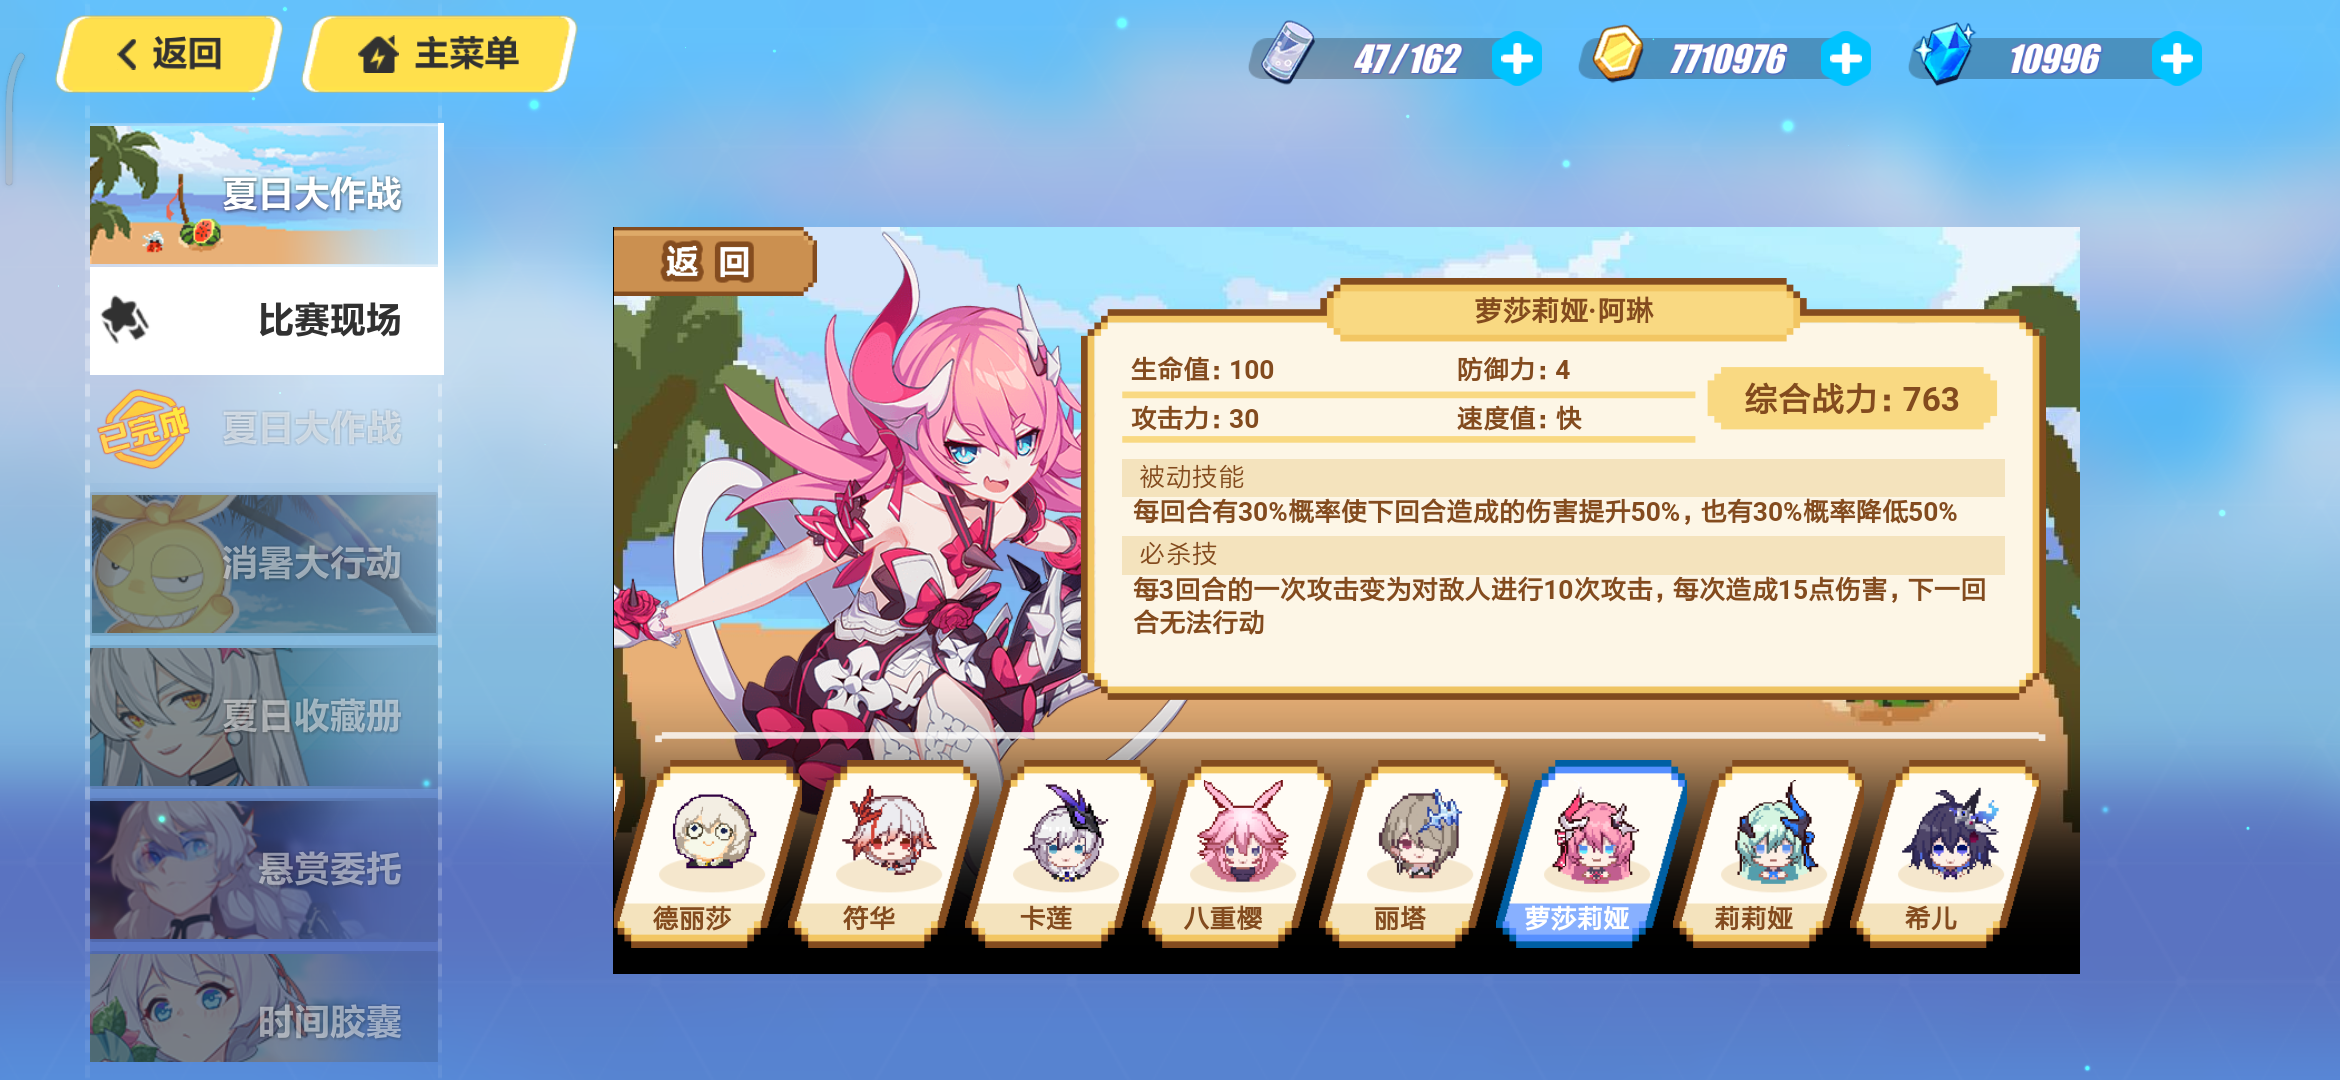 返回
主菜单
47/162
7710976
10996
夏日大作战
比赛现场
已完成
夏日大作战
消暑大行动
夏日收藏册
悬赏委托
时间胶囊
返回
萝莎莉娅·阿琳
生命值：100
防御力：4
攻击力：30
速度值：快
综合战力：763
被动技能
每回合有30%概率使下回合造成的伤害提升50%，也有30%概率降低50%
必杀技
每3回合的一次攻击变为对敌人进行10次攻击，每次造成15点伤害，下一回
合无法行动
德丽莎
符华
卡莲
八重樱
丽塔
萝莎莉娅
莉莉娅
希儿